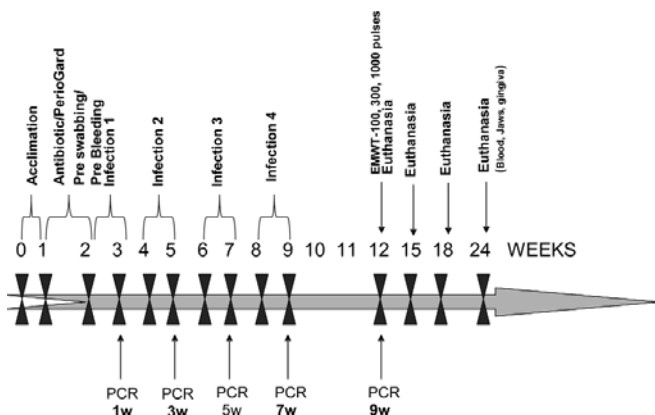 Acclimation
Antibiotic/PerioGard
Pre swabbing/
Pre Bleeding
Infection 1
Infection 2
Infection 3
Infection 4
EMWT-100, 300, 1000 pulses
Euthanasia
Euthanasia
Euthanasia
Euthanasia
(Blood, Jaws, gingiva)
0 1 2 3 4 5 6 7 8 9 10 11 12 15 18 24 WEEKS
PCR PCR PCR PCR PCR
1w 3w 5w 7w 9w